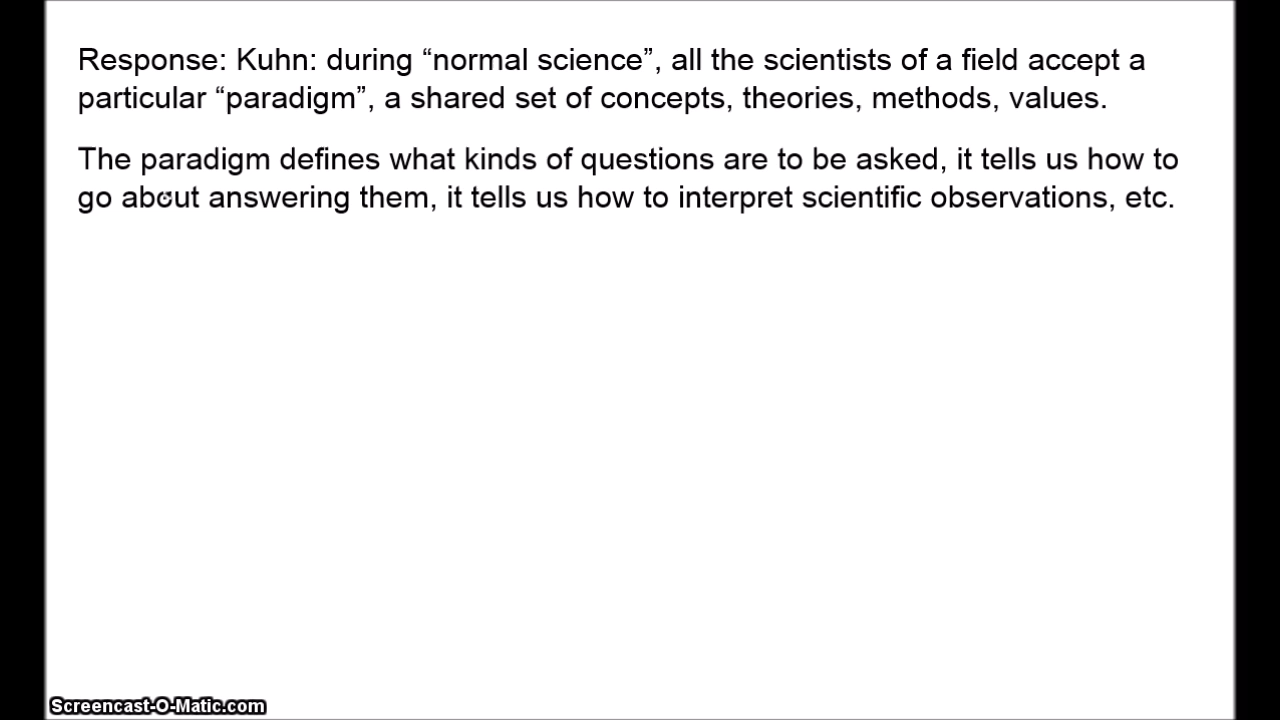 Response: Kuhn: during “normal science”, all the scientists of a field accept a
particular “paradigm”, a shared set of concepts, theories, methods, values.
The paradigm defines what kinds of questions are to be asked, it tells us how to
go about answering them, it tells us how to interpret scientific observations, etc.
Screencast-O-Matic.com